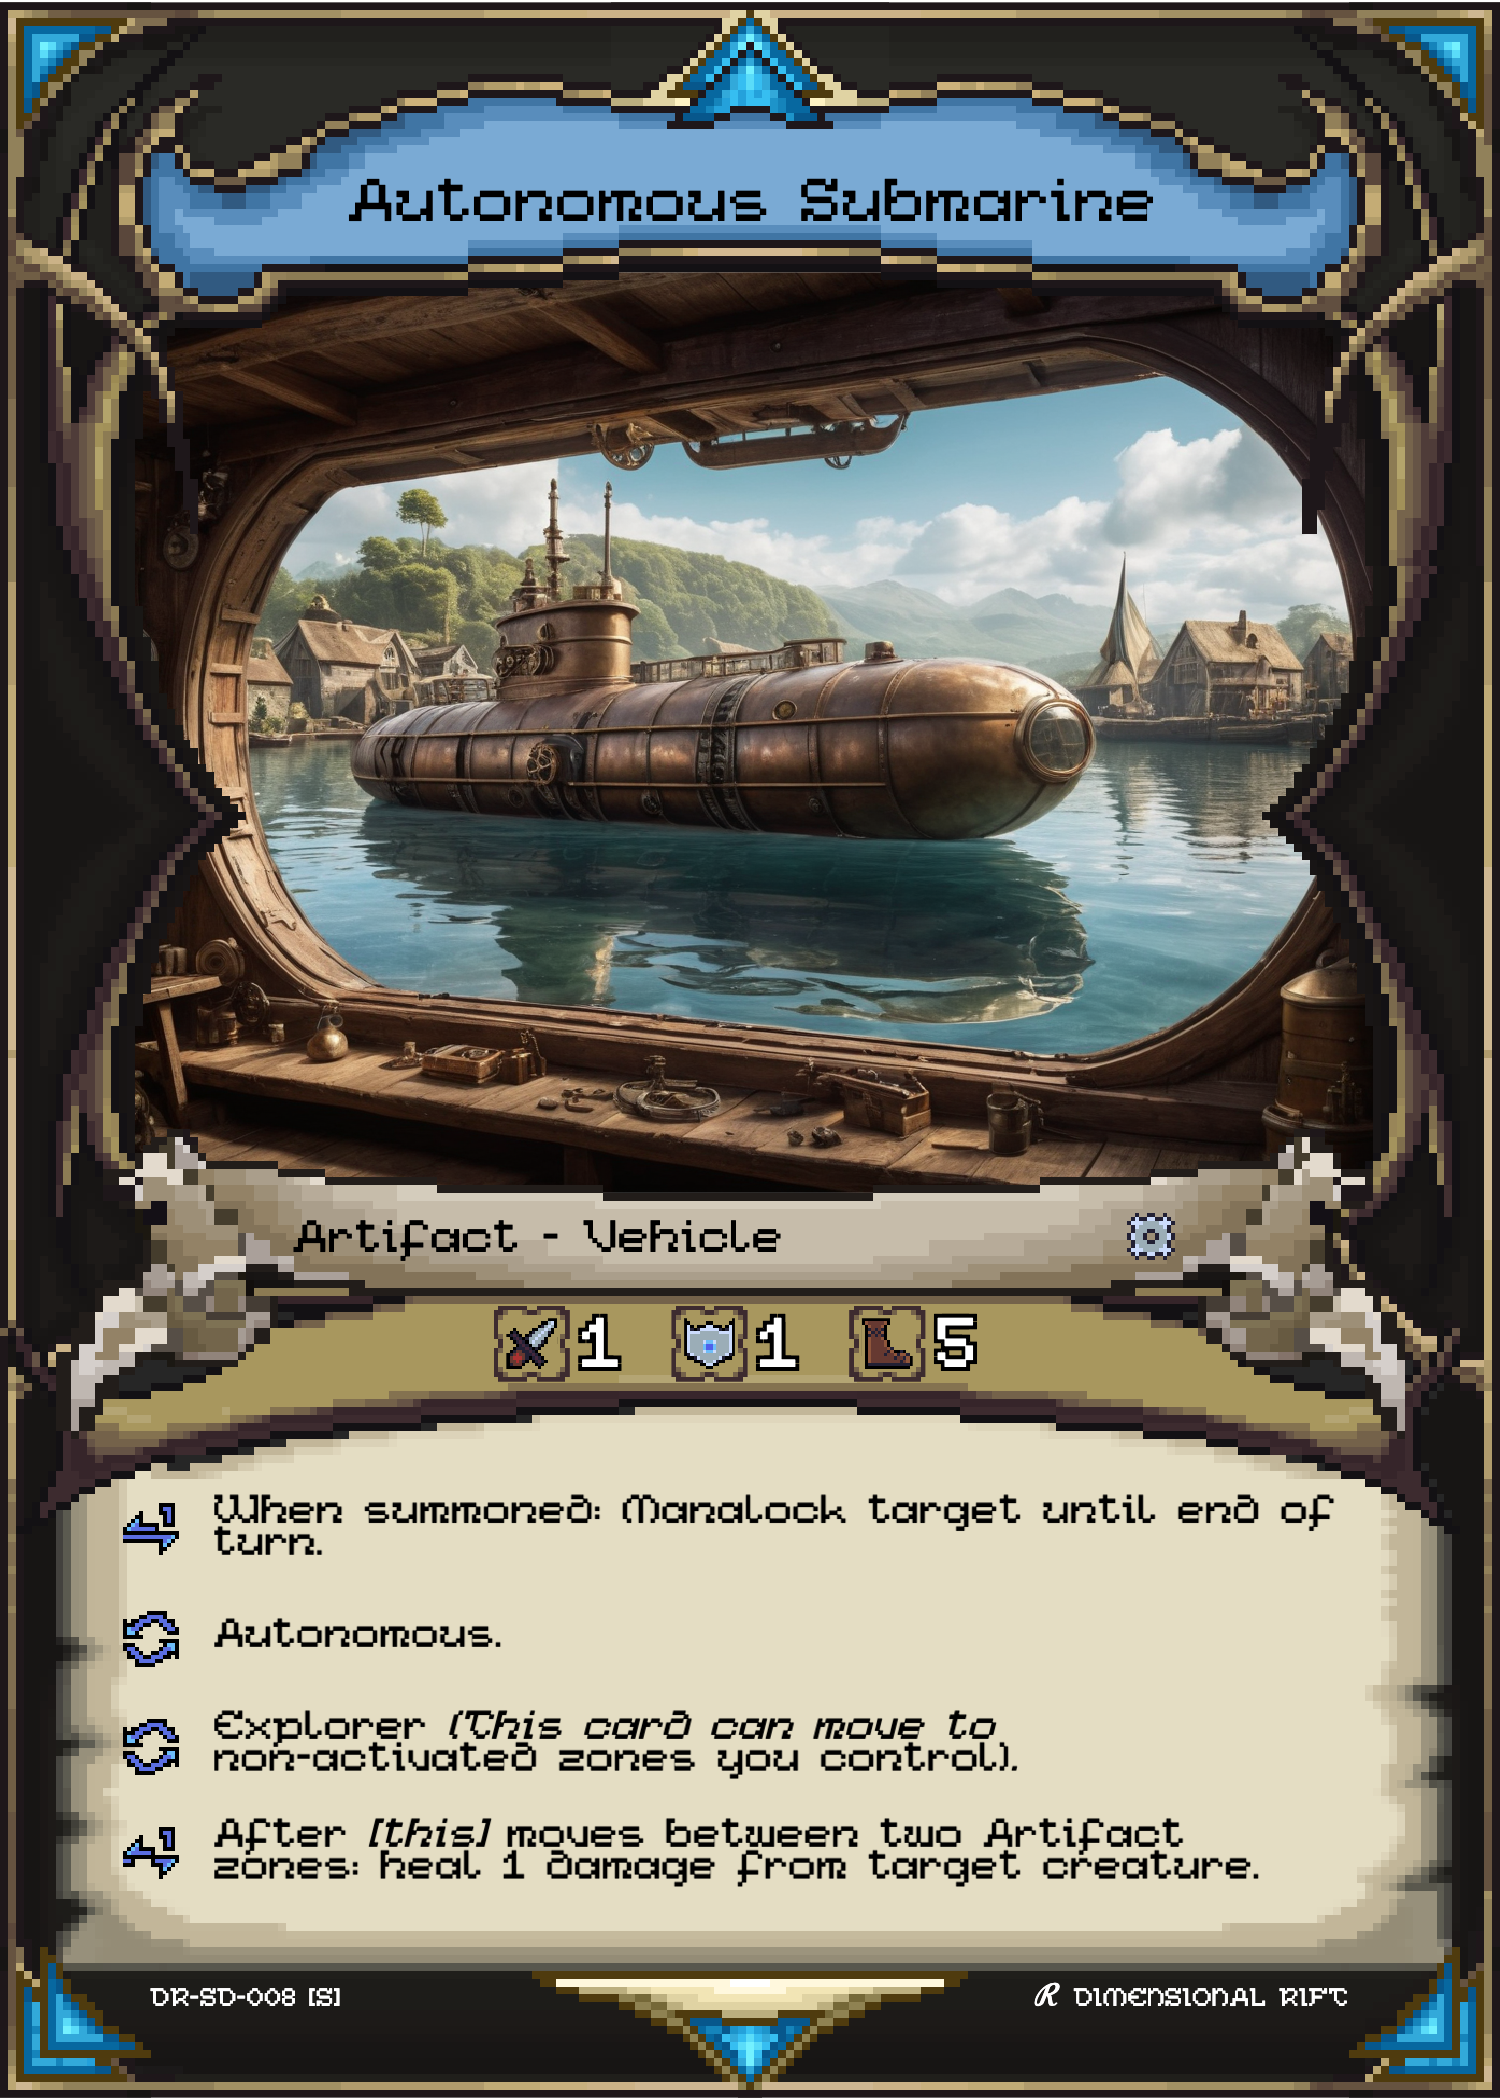 Autonomous Submarine
Artifact - Vehicle
1 1 5
When summoned: Manalock target until end of
turn.
Autonomous.
Explorer (This card can move to
non-activated zones you control).
After [this] moves between two Artifact
zones: heal 1 damage from target creature.
DR-SD-008 [S]
R DIMENSIONAL RIFT